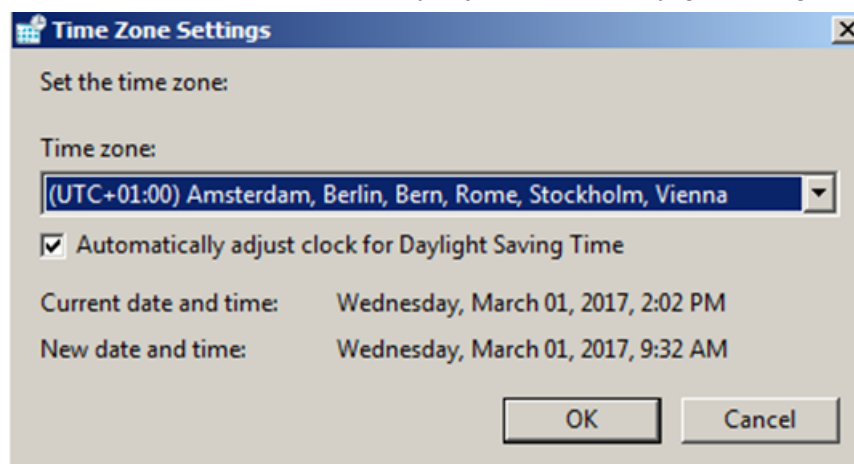 Time Zone Settings
Set the time zone:
Time zone:
(UTC+01:00) Amsterdam, Berlin, Bern, Rome, Stockholm, Vienna
Automatically adjust clock for Daylight Saving Time
Current date and time: Wednesday, March 01, 2017, 2:02 PM
New date and time: Wednesday, March 01, 2017, 9:32 AM
OK Cancel